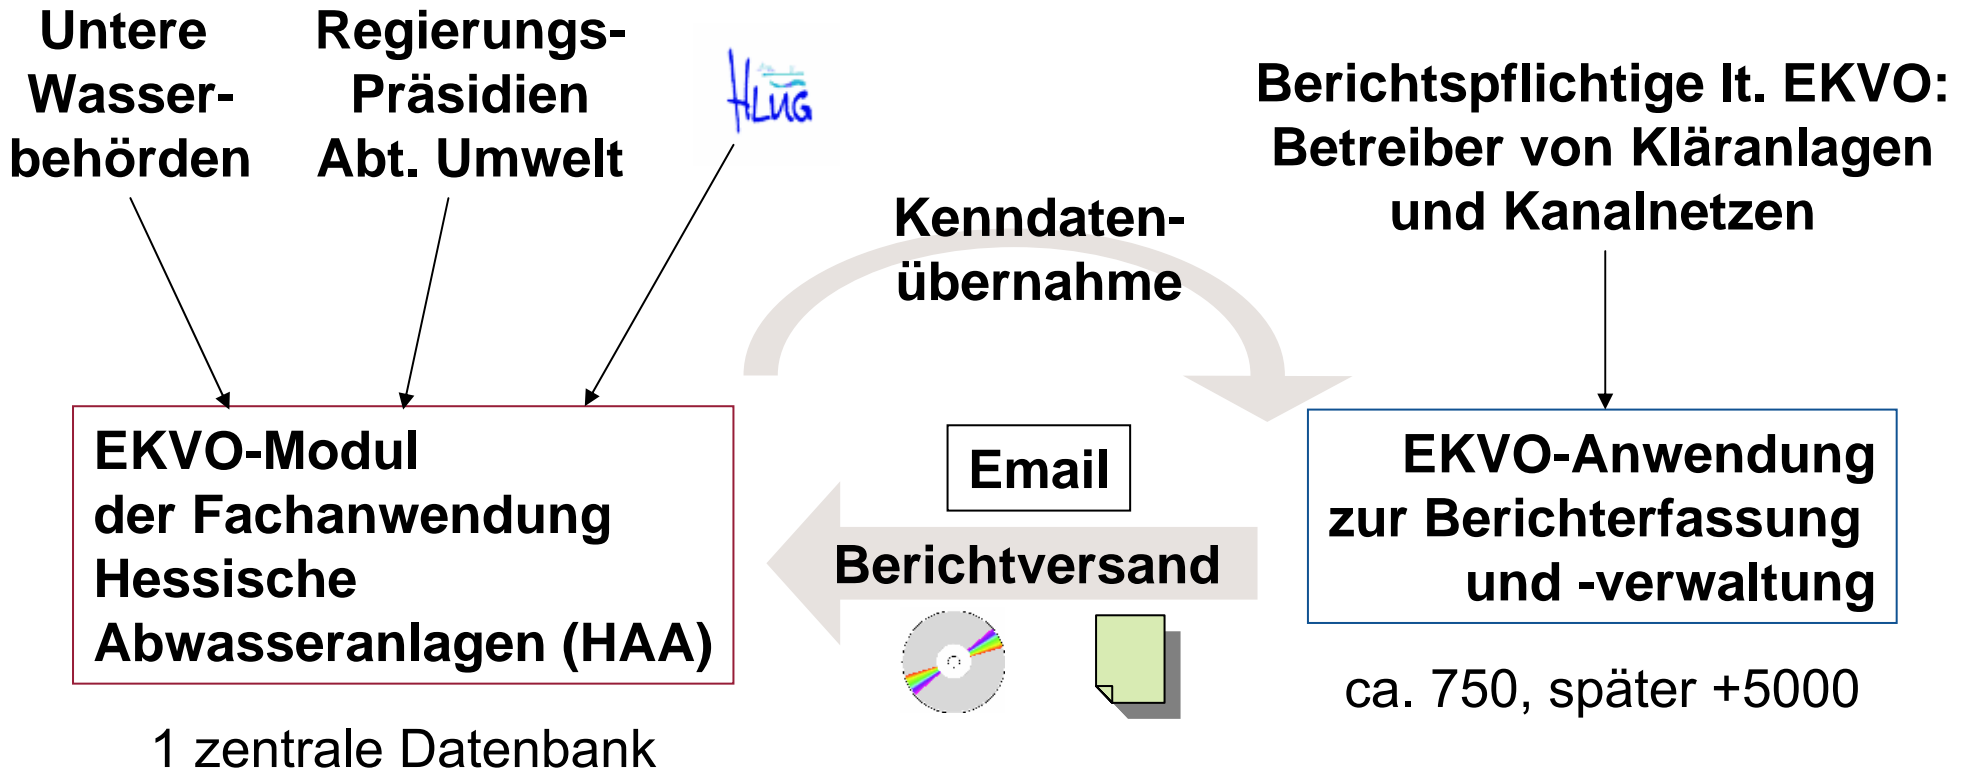 Untere
Wasser-
behörden
Regierungs-
Präsidien
Abt. Umwelt
HLUG
Berichtspflichtige lt. EKVO:
Betreiber von Kläranlagen
und Kanalnetzen
Kenndaten-
übernahme
EKVO-Modul
der Fachanwendung
Hessische
Abwasseranlagen (HAA)
1 zentrale Datenbank
Email
Berichtversand
EKVO-Anwendung
zur Berichterfassung
und -verwaltung
ca. 750, später +5000